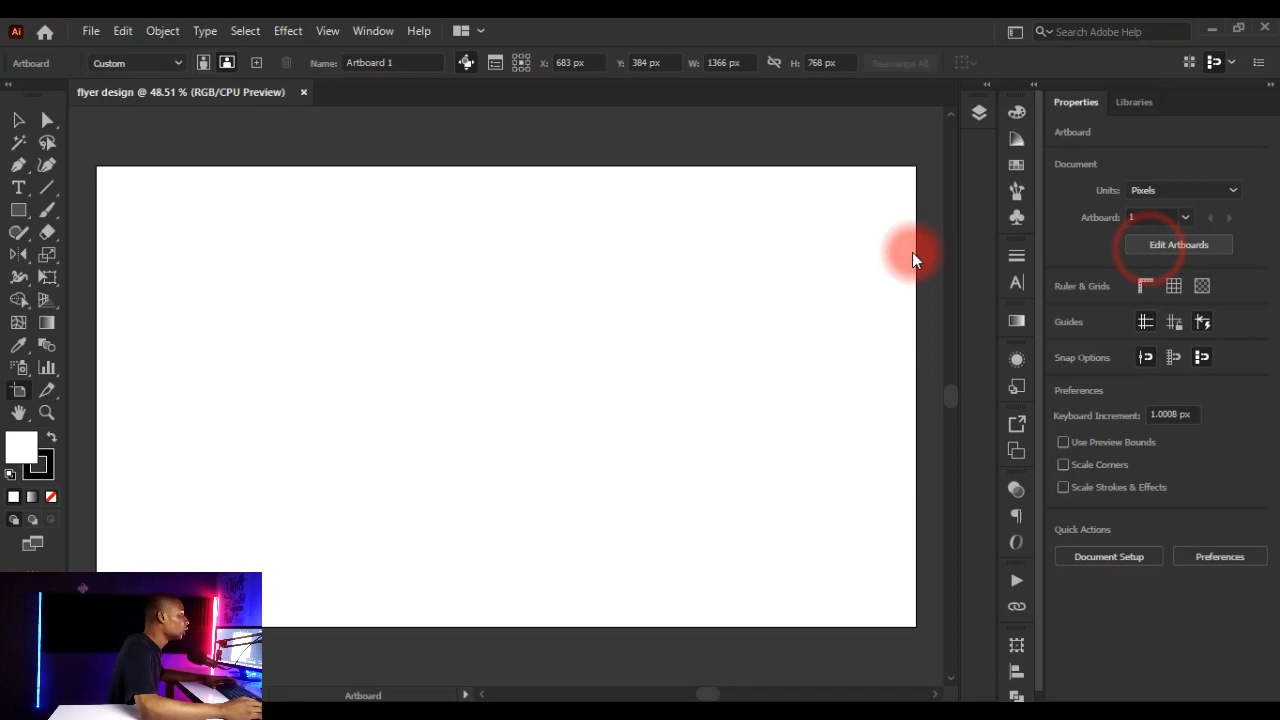 Ai File Edit Object Type Select Effect View Window Help Search Adobe Help
Artboard Custom Name: Artboard 1 X: 683 px Y: 384 px W: 1366 px H: 768 px Rearrange All
flyer design @ 48.51 % (RGB/CPU Preview) ×
Properties Libraries
Artboard
Document
Units: Pixels
Artboard: 1
Edit Artboards
Ruler & Grids
Guides
Snap Options
Preferences
Keyboard Increment: 1.0008 px
Use Preview Bounds
Scale Corners
Scale Strokes & Effects
Quick Actions
Document Setup Preferences
Artboard